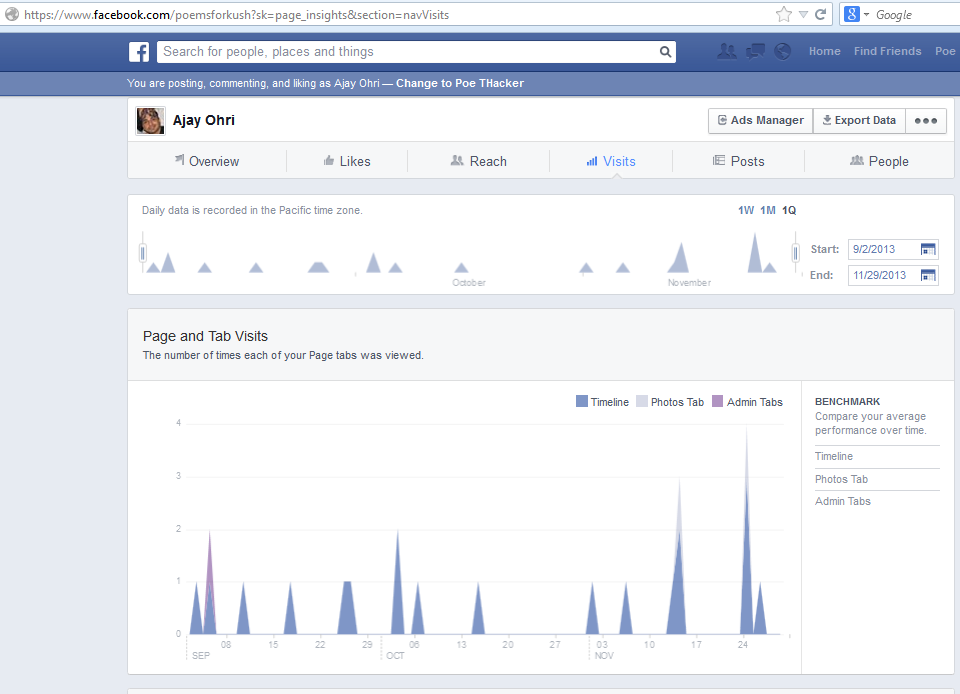 https://www.facebook.com/poemsforkush?sk=page_insights&section=navVisits
Google
Search for people, places and things
Home Find Friends Poe
You are posting, commenting, and liking as Ajay Ohri — Change to Poe THacker
Ajay Ohri
Ads Manager Export Data
Overview Likes Reach Visits Posts People
Daily data is recorded in the Pacific time zone.
1W 1M 1Q
Start: 9/2/2013
End: 11/29/2013
October November
Page and Tab Visits
The number of times each of your Page tabs was viewed.
Timeline Photos Tab Admin Tabs
4
3
2
1
0
08 15 22 29 06 13 20 27 03 10 17 24
SEP OCT NOV
BENCHMARK
Compare your average
performance over time.
Timeline
Photos Tab
Admin Tabs